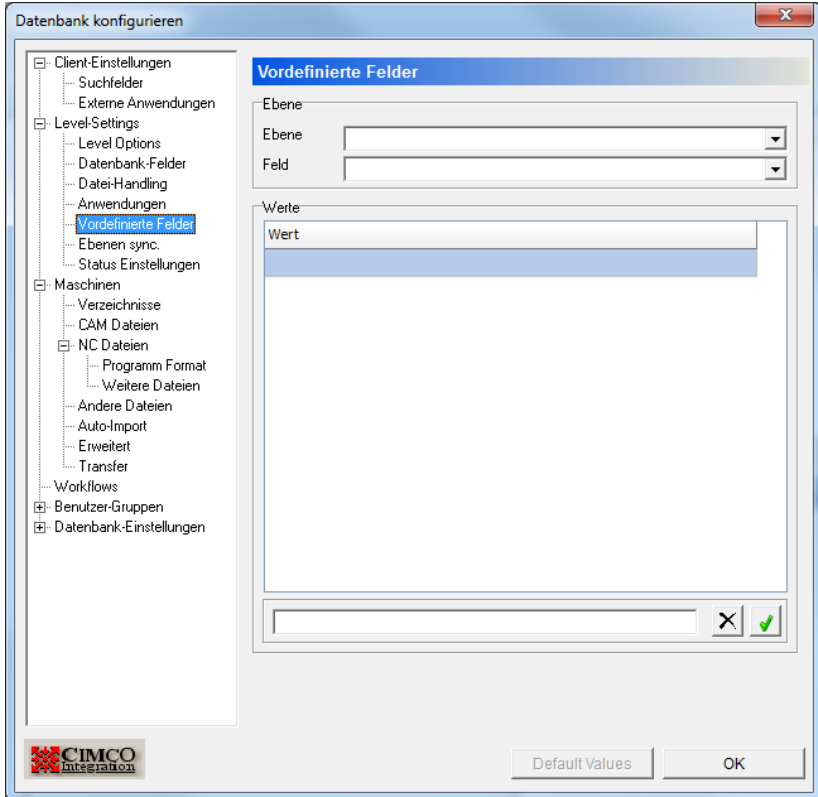 Datenbank konfigurieren
Client-Einstellungen
Suchfelder
Externe Anwendungen
Level-Settings
Level Options
Datenbank-Felder
Datei-Handling
Anwendungen
Vordefinierte Felder
Ebenen sync.
Status Einstellungen
Maschinen
Verzeichnisse
CAM Dateien
NC Dateien
Programm Format
Weitere Dateien
Andere Dateien
Auto-Import
Erweitert
Transfer
Workflows
Benutzer-Gruppen
Datenbank-Einstellungen
Vordefinierte Felder
Ebene
Ebene
Feld
Werte
Wert
CIMCO
Integration
Default Values
OK